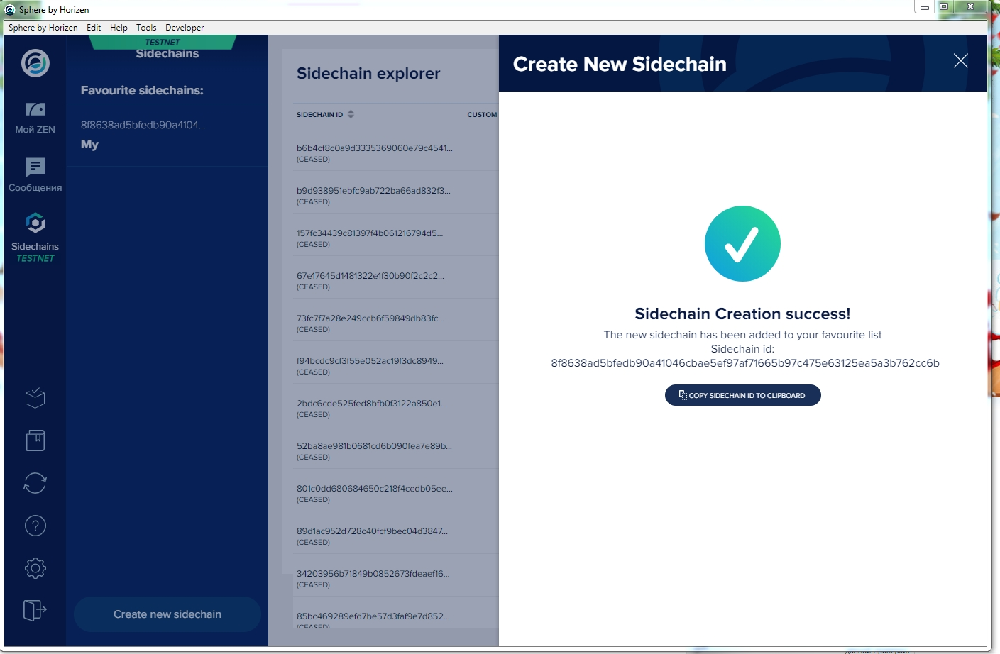 Sphere by Horizen
Sphere by Horizen Edit Help Tools Developer
TESTNET
Sidechains
Favourite sidechains:
8f8638ad5bfedb90a4104...
My
Мой ZEN
Сообщения
Sidechains
TESTNET
Create new sidechain
Sidechain explorer
SIDECHAIN ID CUSTOM
b6b4cf8c0a9d3335369060e79c4541...
(CEASED)
b9d938951ebfc9ab722ba66ad832f3...
(CEASED)
157fc34439c81397f4b061216794d5...
(CEASED)
67e17645d1481322e1f30b90f2c2c2...
(CEASED)
73fc7f7a28e249ccb6f59849db83fc...
(CEASED)
f94bcdc9cf3f55e052ac19f3dc8949...
(CEASED)
2bdc6cde525fed8bfb0f3122a850e1...
(CEASED)
52ba8ae981b0681cd6b090fea7e89b...
(CEASED)
801c0dd680684650c218f4cedb05ee...
(CEASED)
89d1ac952d728c40fcf9bec04d3847...
(CEASED)
34203956b71849b0852673fdeaef16...
(CEASED)
85bc469289efd7be57d3faf9e7d852...
(CEASED)
Create New Sidechain
Sidechain Creation success!
The new sidechain has been added to your favourite list
Sidechain id:
8f8638ad5bfedb90a41046cbae5ef97af71665b97c475e63125ea5a3b762cc6b
COPY SIDECHAIN ID TO CLIPBOARD